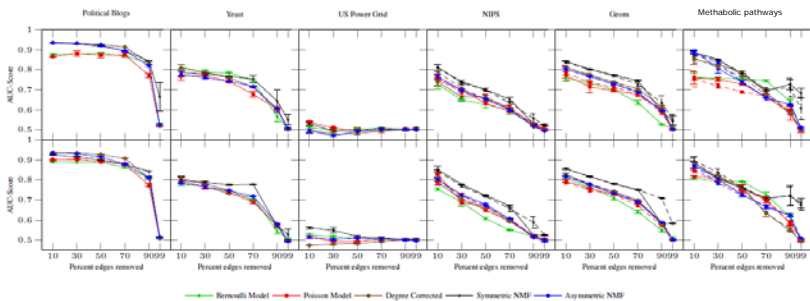 Political Blogs Yeast US Power Grid NIPS Geom Methabolic pathways
1
0.9
0.8
0.7
0.6
0.5
AUC-Score
1
0.9
0.8
0.7
0.6
0.5
AUC-Score
10 30 50 70 9099 10 30 50 70 9099 10 30 50 70 9099 10 30 50 70 9099 10 30 50 70 9099 10 30 50 70 9099
Percent edges removed Percent edges removed Percent edges removed Percent edges removed Percent edges removed Percent edges removed
Bernoulli Model Poisson Model Degree Corrected Symmetric NMF Asymmetric NMF